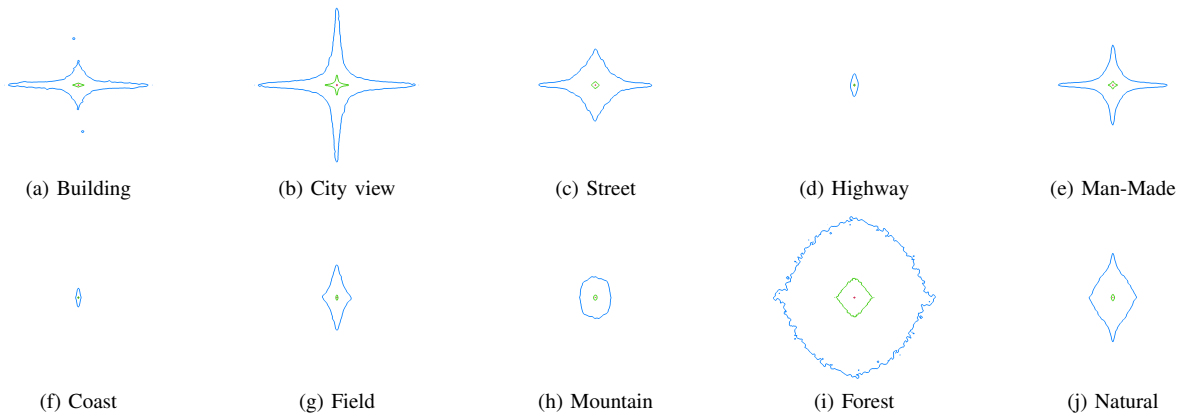 (a) Building
(b) City view
(c) Street
(d) Highway
(e) Man-Made
(f) Coast
(g) Field
(h) Mountain
(i) Forest
(j) Natural